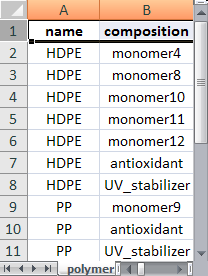 A B
1 name composition
2 HDPE monomer4
3 HDPE monomer8
4 HDPE monomer10
5 HDPE monomer11
6 HDPE monomer12
7 HDPE antioxidant
8 HDPE UV_stabilizer
9 PP monomer9
10 PP antioxidant
11 PP UV_stabilizer
polymer